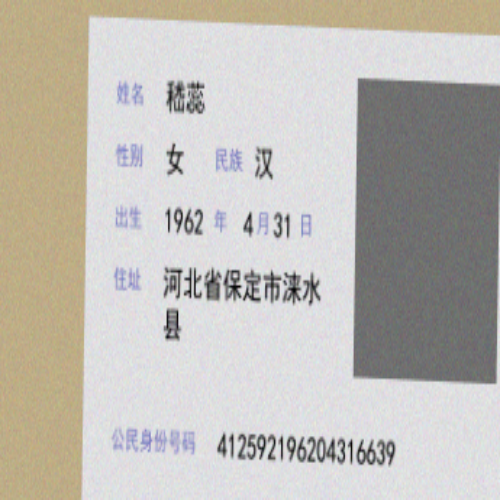 姓名 嵇蕊
性别 女 民族 汉
出生 1962 年 4 月 31 日
住址 河北省保定市涞水
县
公民身份号码 412592196204316639